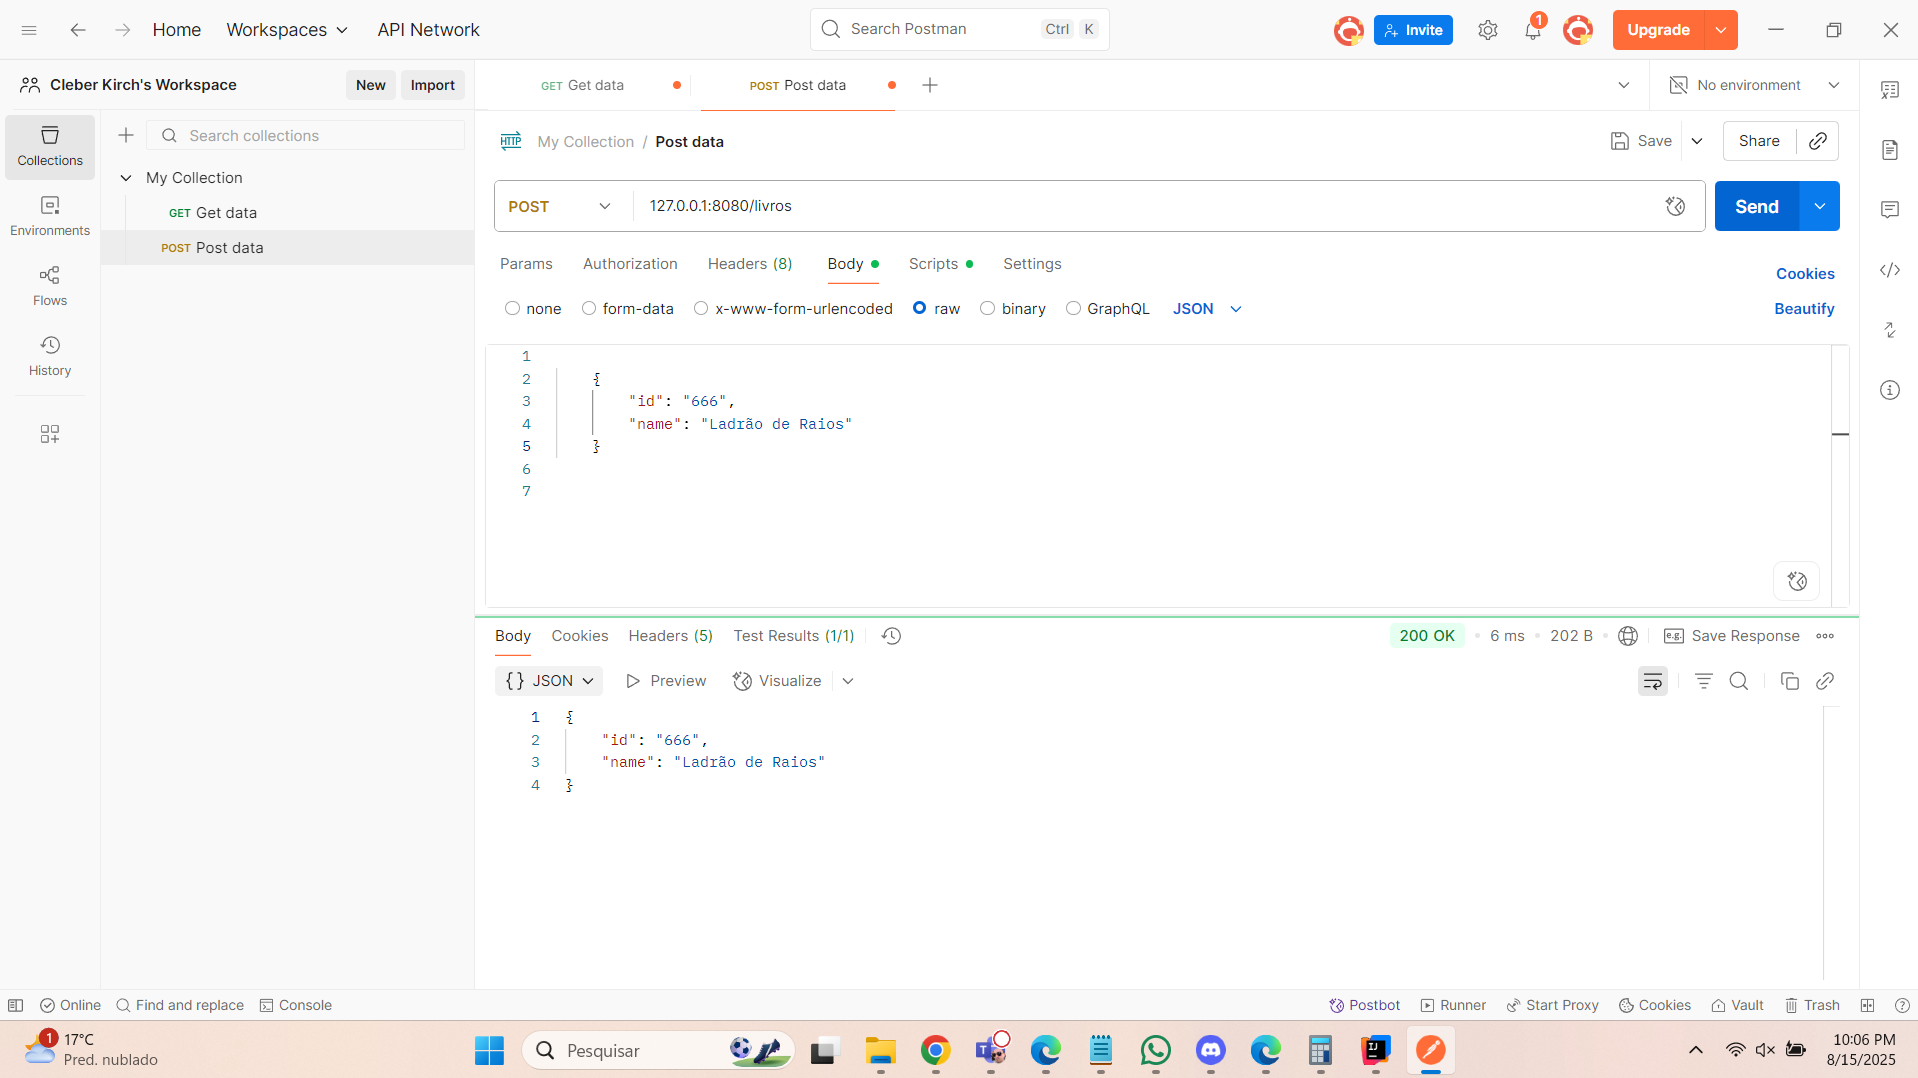 Home Workspaces API Network Search Postman Ctrl K Invite 1 Upgrade
Cleber Kirch's Workspace New Import GET Get data POST Post data No environment
Collections
Environments
Flows
History
Search collections
My Collection
GET Get data
POST Post data
HTTP My Collection / Post data Save Share
POST 127.0.0.1:8080/livros Send
Params Authorization Headers (8) Body Scripts Settings Cookies
none form-data x-www-form-urlencoded raw binary GraphQL JSON Beautify
1
2 {
3 "id": "666",
4 "name": "Ladrão de Raios"
5 }
6
7
Body Cookies Headers (5) Test Results (1/1) 200 OK 6 ms 202 B e.g. Save Response
{} JSON Preview Visualize
1 {
2 "id": "666",
3 "name": "Ladrão de Raios"
4 }
Online Find and replace Console Postbot Runner Start Proxy Cookies Vault Trash
1 17°C
Pred. nublado
Pesquisar
10:06 PM
8/15/2025